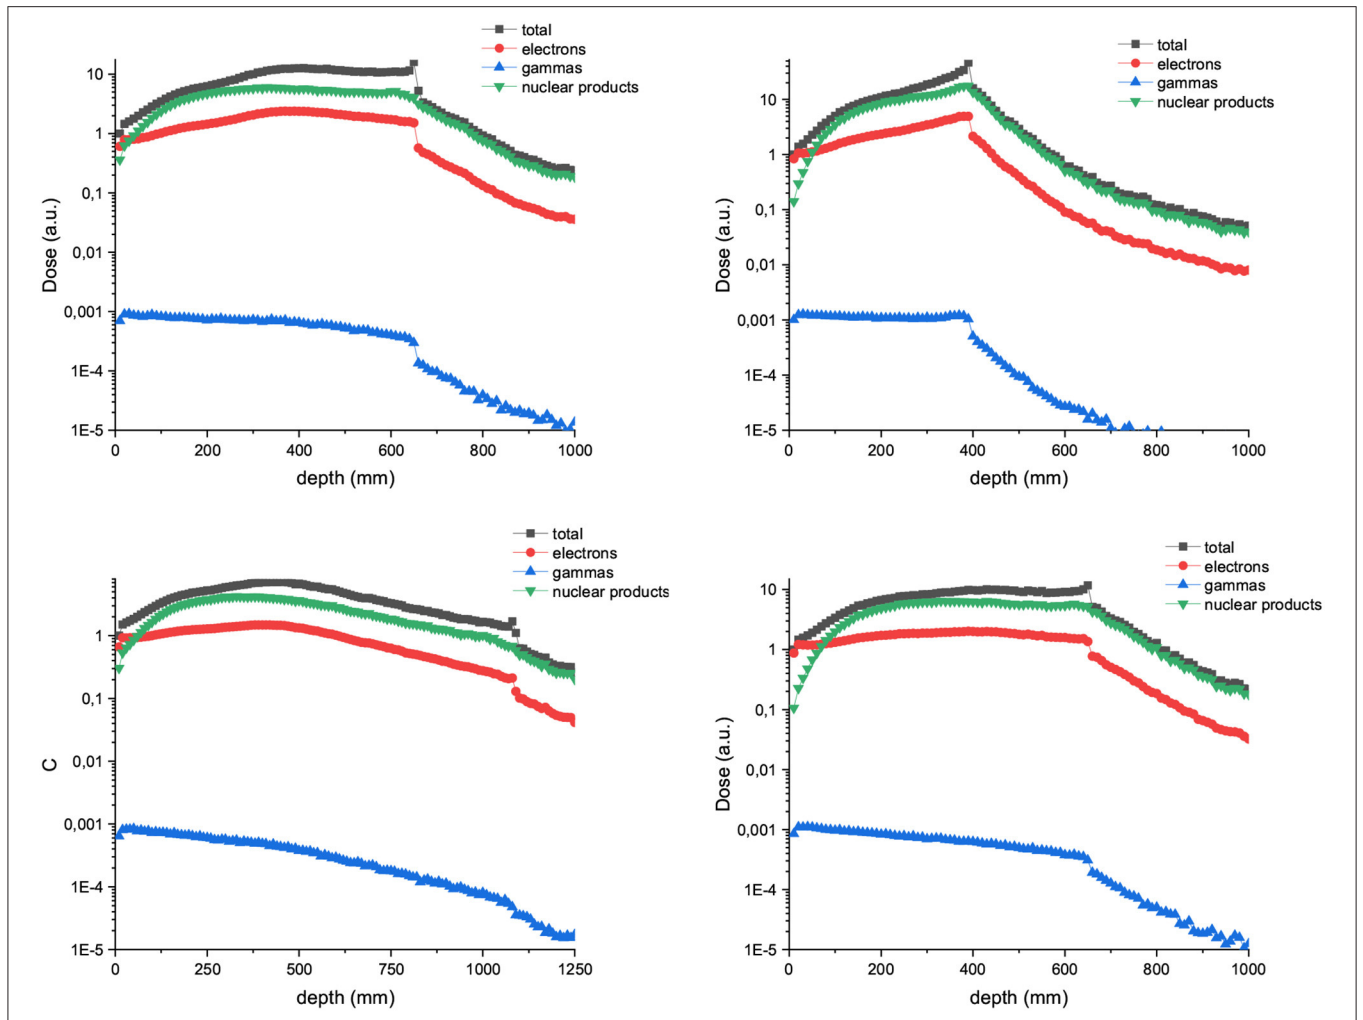 total
electrons
gammas
nuclear products
10
1
0,1
0,01
0,001
1E-4
1E-5
Dose (a.u.)
0 200 400 600 800 1000
depth (mm)
total
electrons
gammas
nuclear products
10
1
0,1
0,01
0,001
1E-4
1E-5
Dose (a.u.)
0 200 400 600 800 1000
depth (mm)
total
electrons
gammas
nuclear products
1
0,1
0,01
0,001
1E-4
1E-5
C
0 250 500 750 1000 1250
depth (mm)
total
electrons
gammas
nuclear products
10
1
0,1
0,01
0,001
1E-4
1E-5
Dose (a.u.)
0 200 400 600 800 1000
depth (mm)